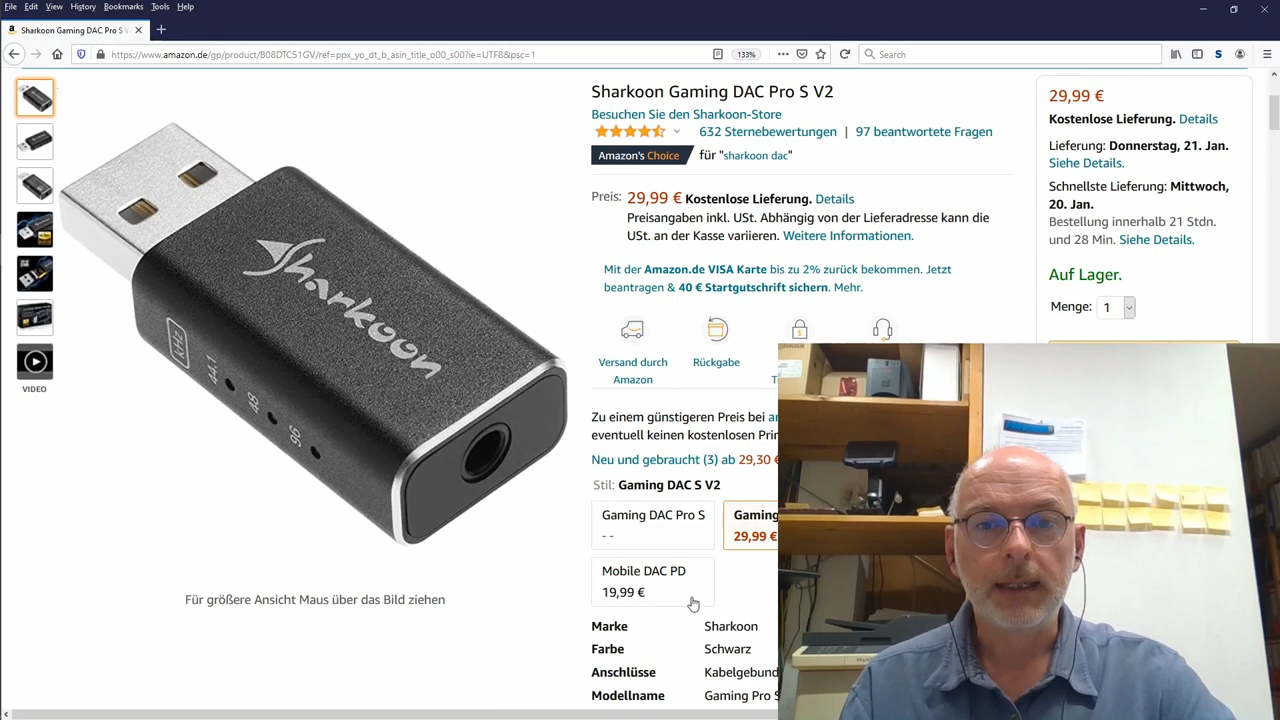 File Edit View History Bookmarks Tools Help
Sharkoon Gaming DAC Pro S V
https://www.amazon.de/gp/product/B08DTC51GV/ref=ppx_yo_dt_b_asin_title_o00_s00?ie=UTF8&psc=1
133%
Search
Sharkoon
kHz
44.1
48
96
VIDEO
Für größere Ansicht Maus über das Bild ziehen
Sharkoon Gaming DAC Pro S V2
Besuchen Sie den Sharkoon-Store
632 Sternebewertungen | 97 beantwortete Fragen
Amazon's Choice für "sharkoon dac"
Preis: 29,99 € Kostenlose Lieferung. Details
Preisangaben inkl. USt. Abhängig von der Lieferadresse kann die
USt. an der Kasse variieren. Weitere Informationen.
Mit der Amazon.de VISA Karte bis zu 2% zurück bekommen. Jetzt
beantragen & 40 € Startgutschrift sichern. Mehr.
Versand durch
Amazon
Rückgabe
Zu einem günstigeren Preis bei
eventuell keinen kostenlosen
Neu und gebraucht (3) ab 29,30 €
Stil: Gaming DAC S V2
Gaming DAC Pro S
- -
Gaming
29,99 €
Mobile DAC PD
19,99 €
Marke Sharkoon
Farbe Schwarz
Anschlüsse Kabelgebund
Modellname Gaming Pro S
29,99 €
Kostenlose Lieferung. Details
Lieferung: Donnerstag, 21. Jan.
Siehe Details.
Schnellste Lieferung: Mittwoch,
20. Jan.
Bestellung innerhalb 21 Stdn.
und 28 Min. Siehe Details.
Auf Lager.
Menge: 1